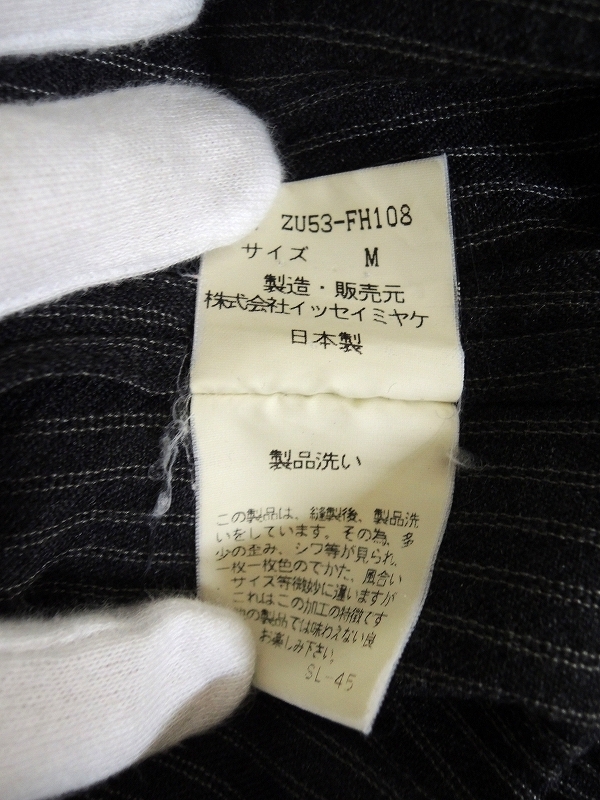 ZU53-FH108
サイズ M
製造・販売元
株式会社イッセイミヤケ
日本製
製品洗い
この製品は、縫製後、製品洗
いをしています。その為、多
少の歪み、シワ等が見られ、
一枚一枚色のでかた、風合い
サイズ等微妙に違いますが
これはこの加工の特徴です
の製品では味わえない良
お楽しみ下さい。
SL-45